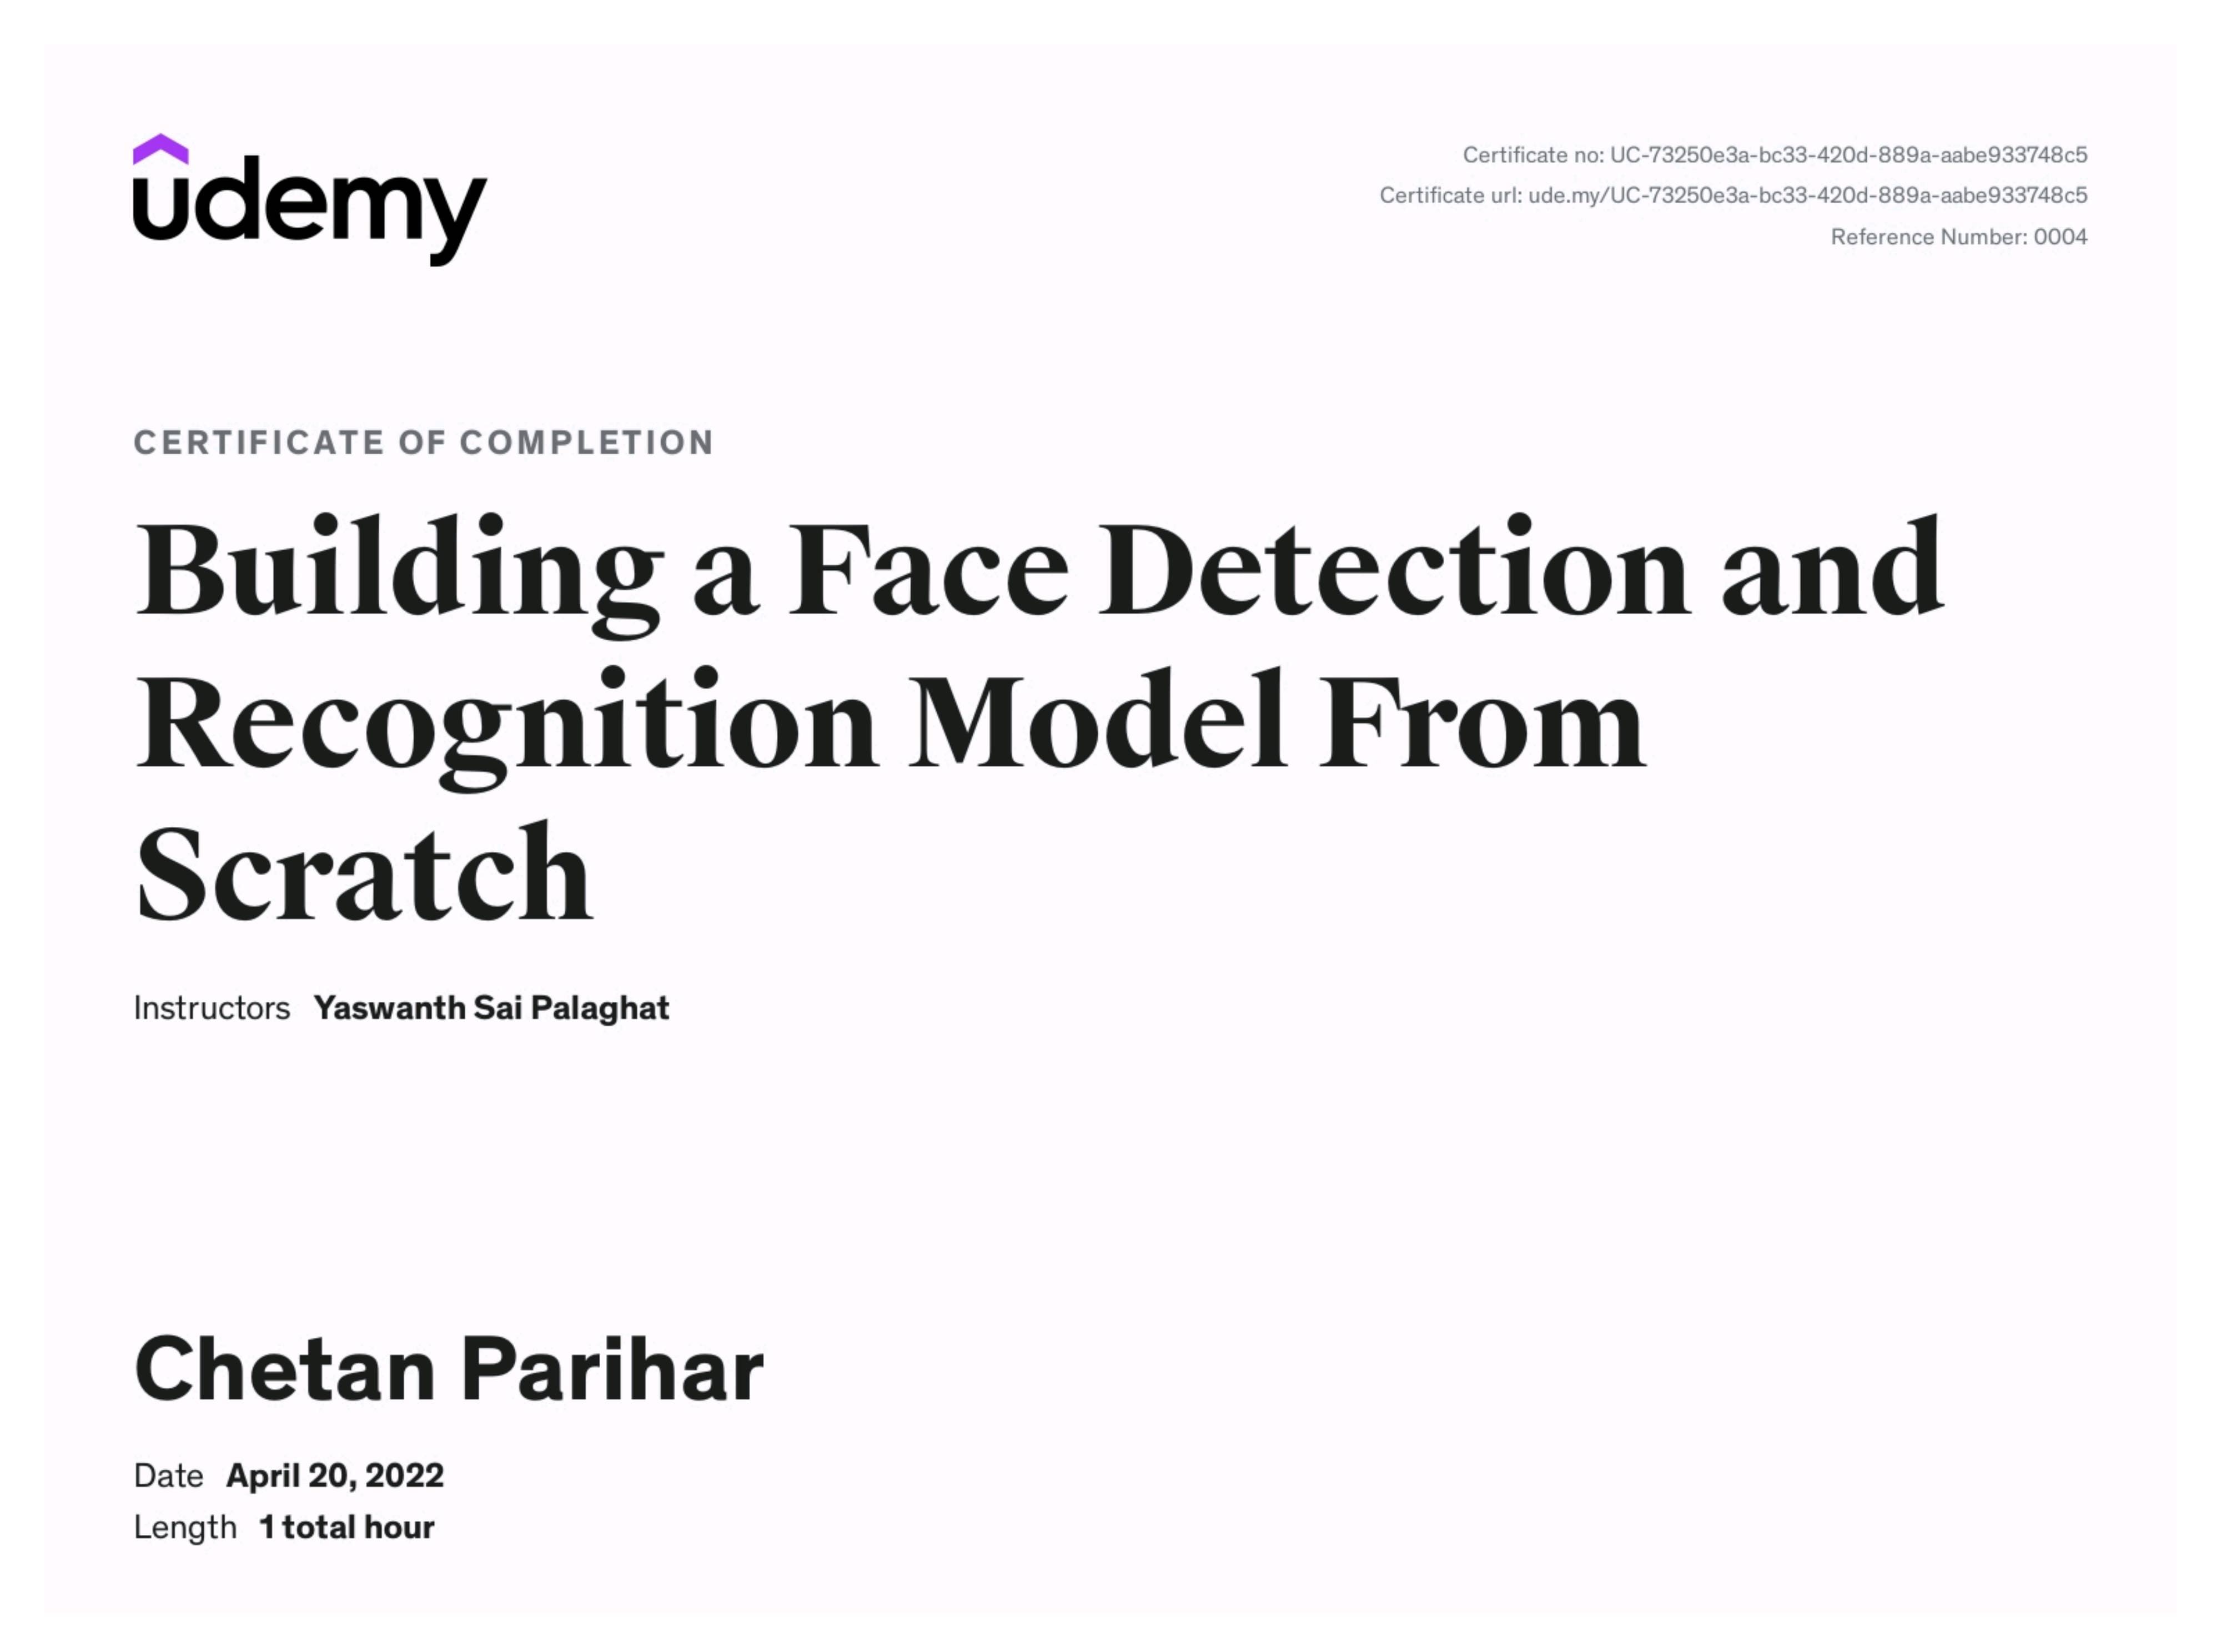 udemy
Certificate no: UC-73250e3a-bc33-420d-889a-aabe933748c5
Certificate url: ude.my/UC-73250e3a-bc33-420d-889a-aabe933748c5
Reference Number: 0004
CERTIFICATE OF COMPLETION
Building a Face Detection and
Recognition Model From
Scratch
Instructors Yaswanth Sai Palaghat
Chetan Parihar
Date April 20, 2022
Length 1 total hour